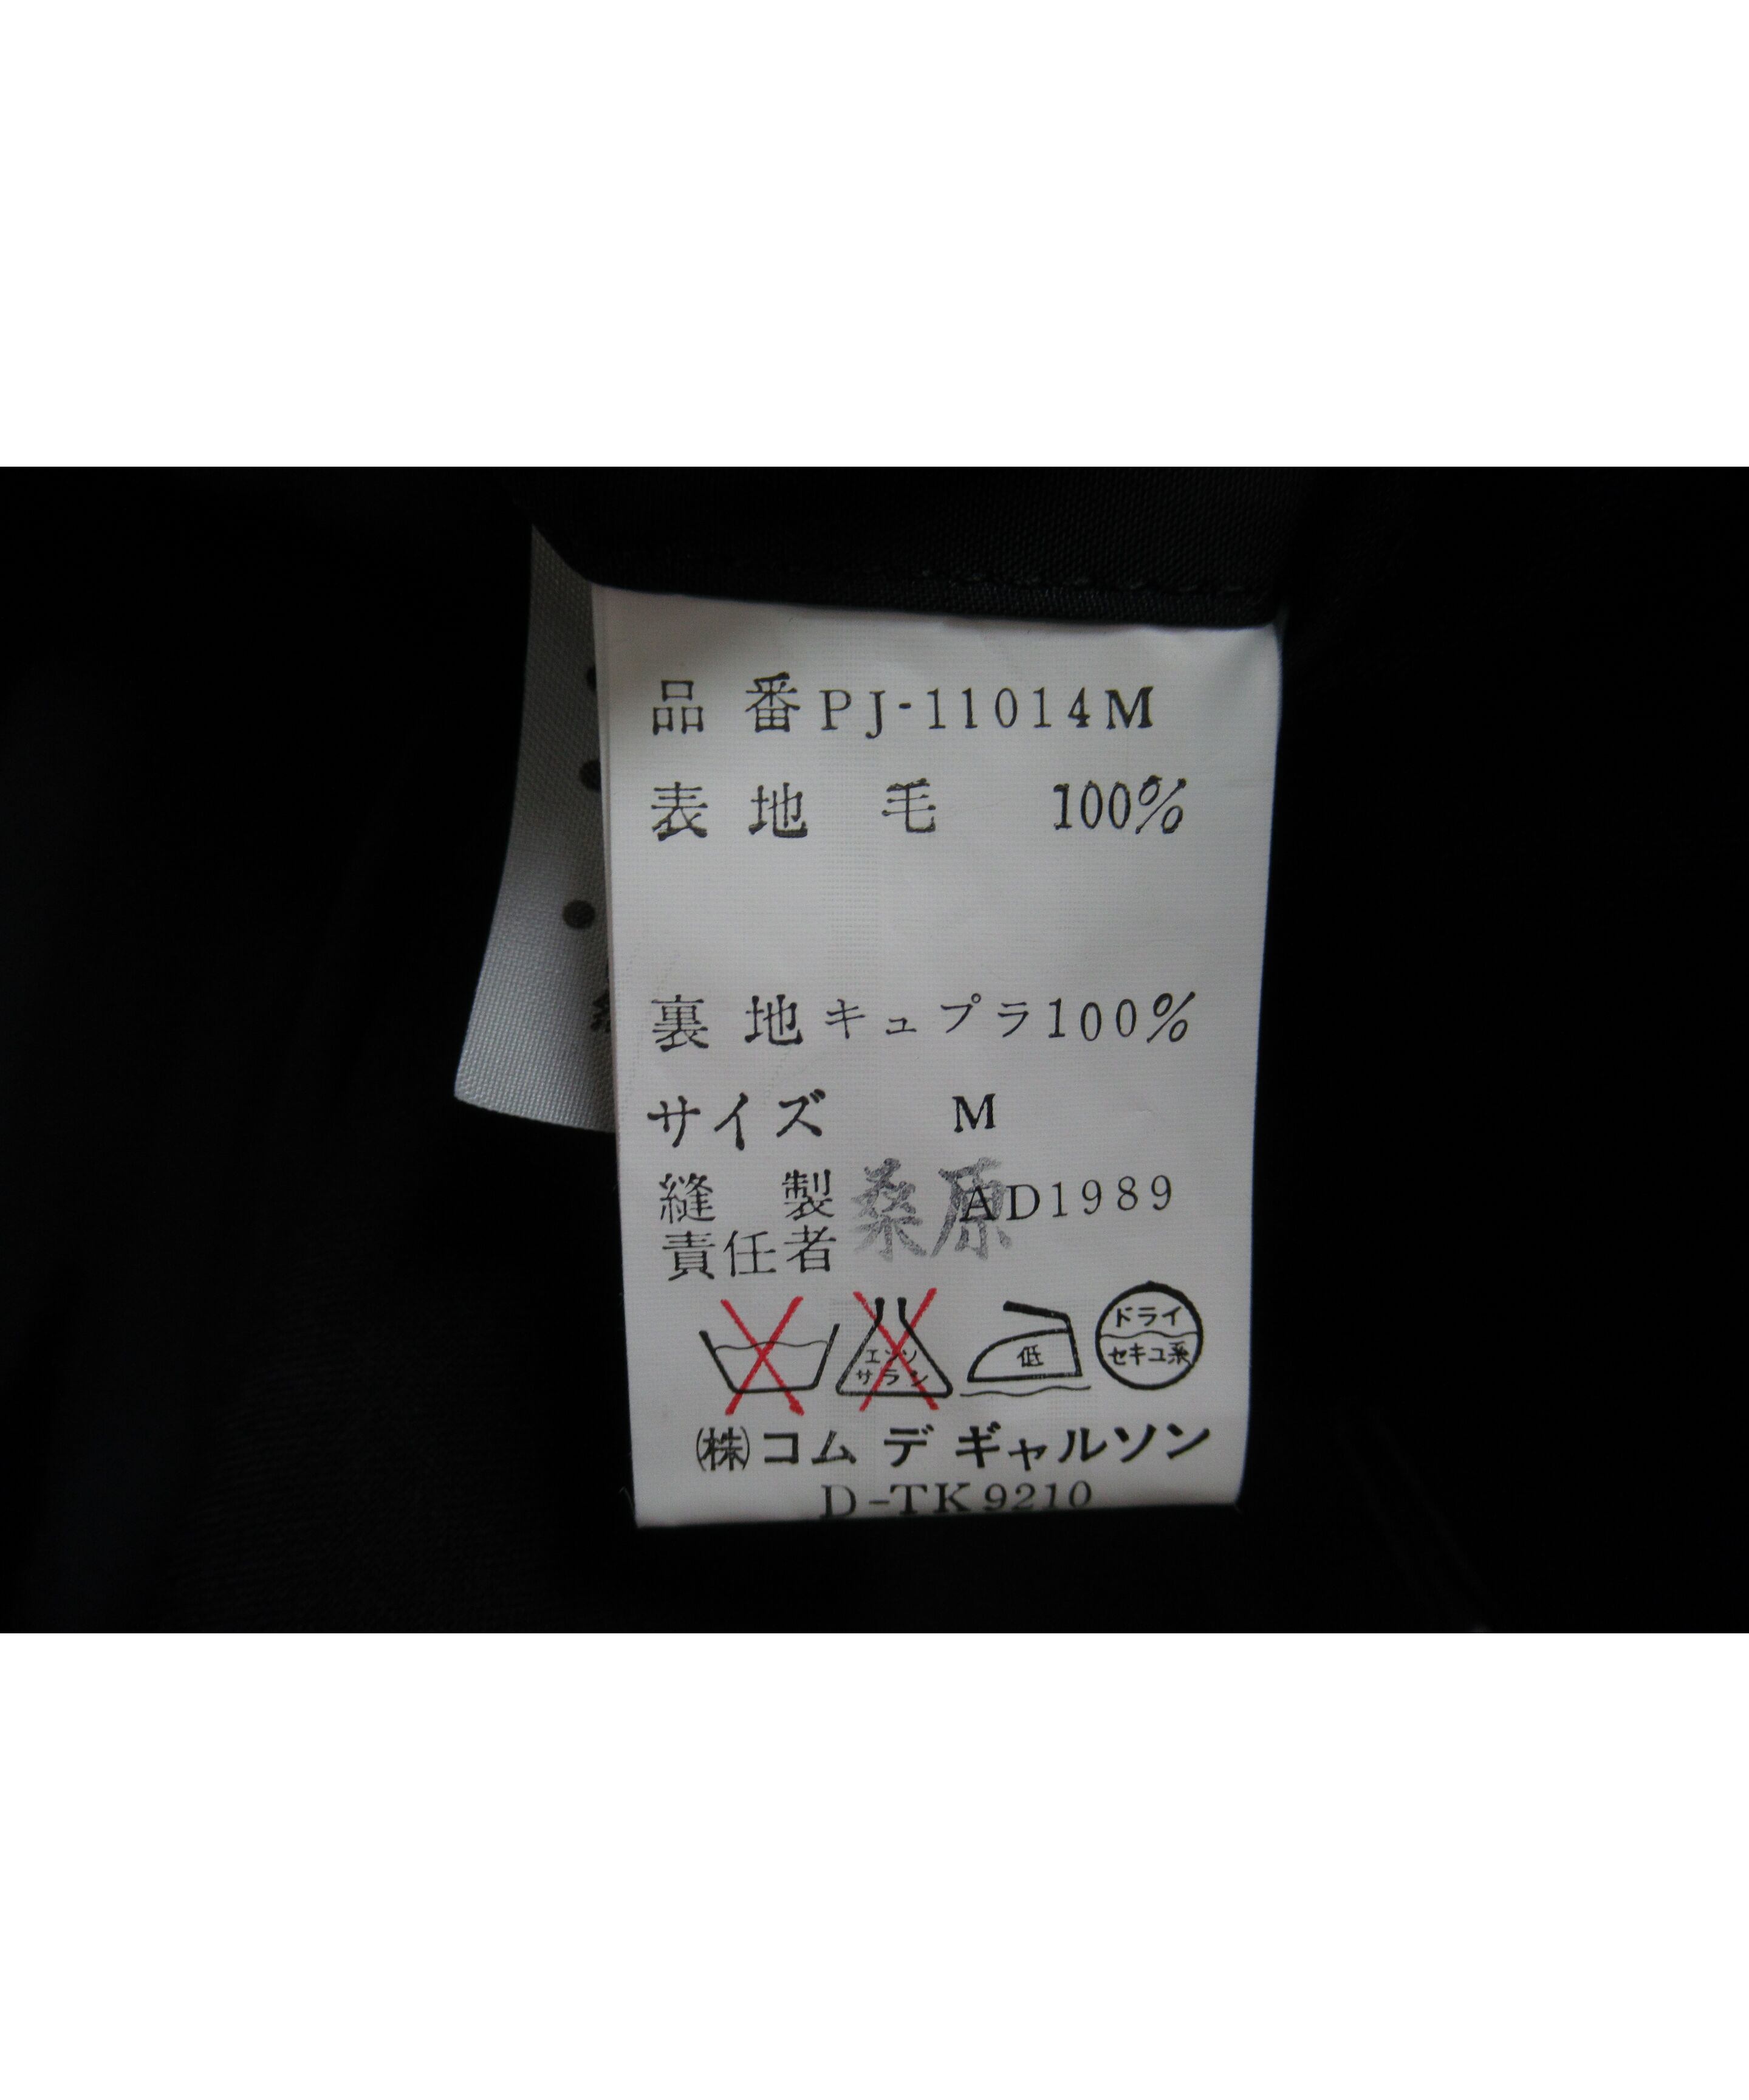 品番 PJ-11014M
表地 毛 100%
裏地 キュプラ 100%
サイズ M
縫製 桑原 AD1989
責任者
エンソ
サラン
低
ドライ
セキユ系
㈱コム デ ギャルソン
D-TK9210